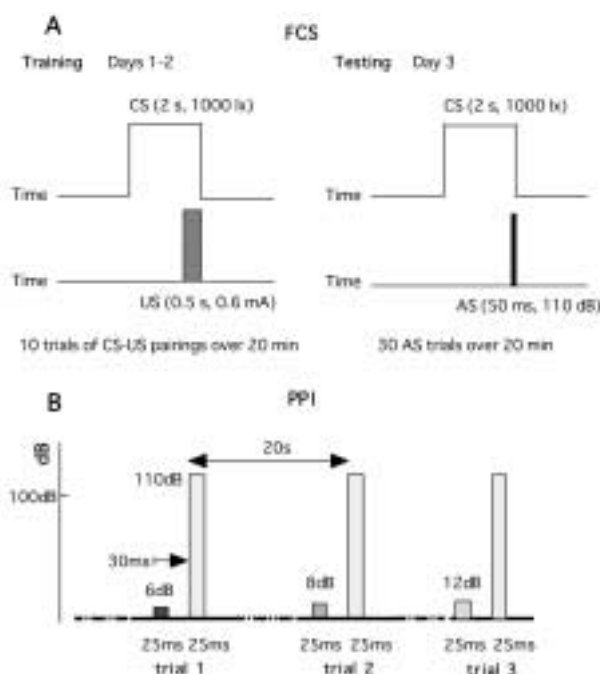 A
FCS
Training Days 1-2
Testing Day 3
CS (2 s, 1000 lx)
CS (2 s, 1000 lx)
Time
Time
Time
Time
US (0.5 s, 0.6 mA)
AS (50 ms, 110 dB)
10 trials of CS-US pairings over 20 min
30 AS trials over 20 min
B
PPI
dB
20s
110dB
100dB
30ms
6dB
8dB
12dB
25ms 25ms
25ms 25ms
25ms 25ms
trial 1
trial 2
trial 3